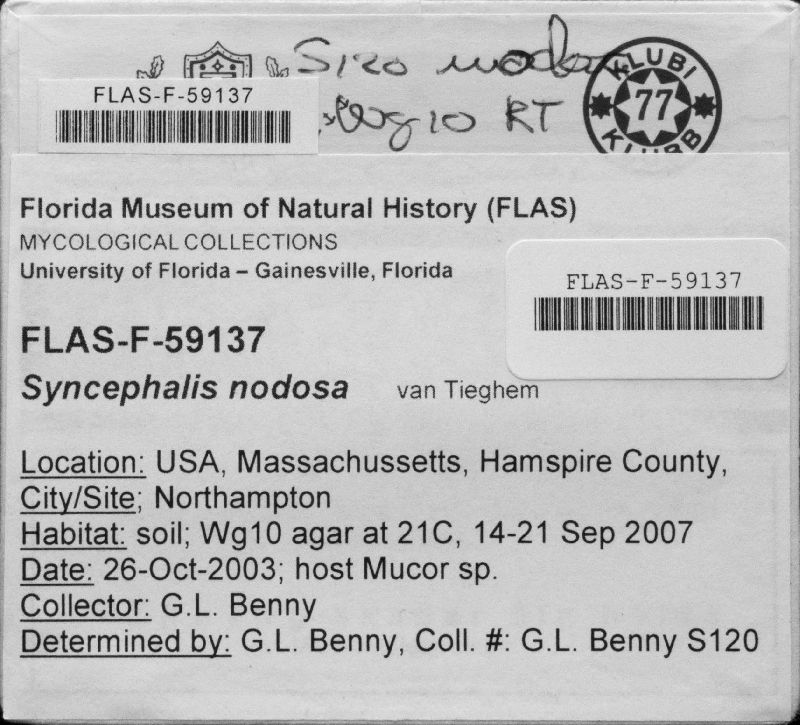 S120 nodosa
FLAS-F-59137
Wg10 RT
KLUBI
77
KLUBB
Florida Museum of Natural History (FLAS)
MYCOLOGICAL COLLECTIONS
University of Florida – Gainesville, Florida
FLAS-F-59137
FLAS-F-59137
Syncephalis nodosa van Tieghem
Location: USA, Massachussetts, Hamspire County,
City/Site; Northampton
Habitat: soil; Wg10 agar at 21C, 14-21 Sep 2007
Date: 26-Oct-2003; host Mucor sp.
Collector: G.L. Benny
Determined by: G.L. Benny, Coll. #: G.L. Benny S120